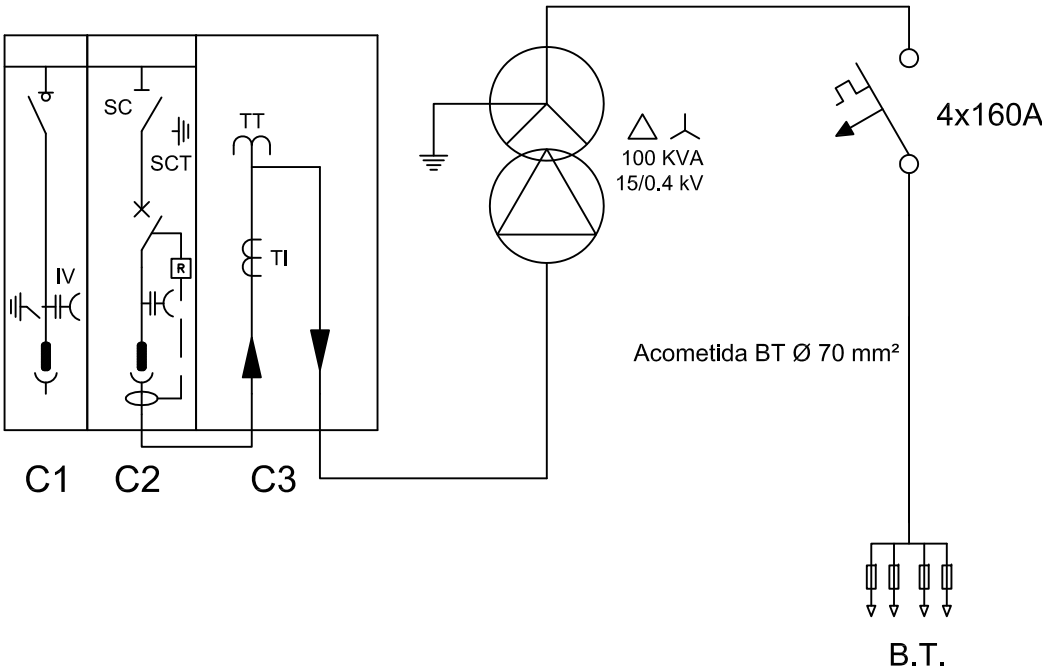 SC
SCT
R
IV
TT
TI
C1
C2
C3
100 KVA
15/0.4 kV
4x160A
Acometida BT Ø 70 mm²
B.T.